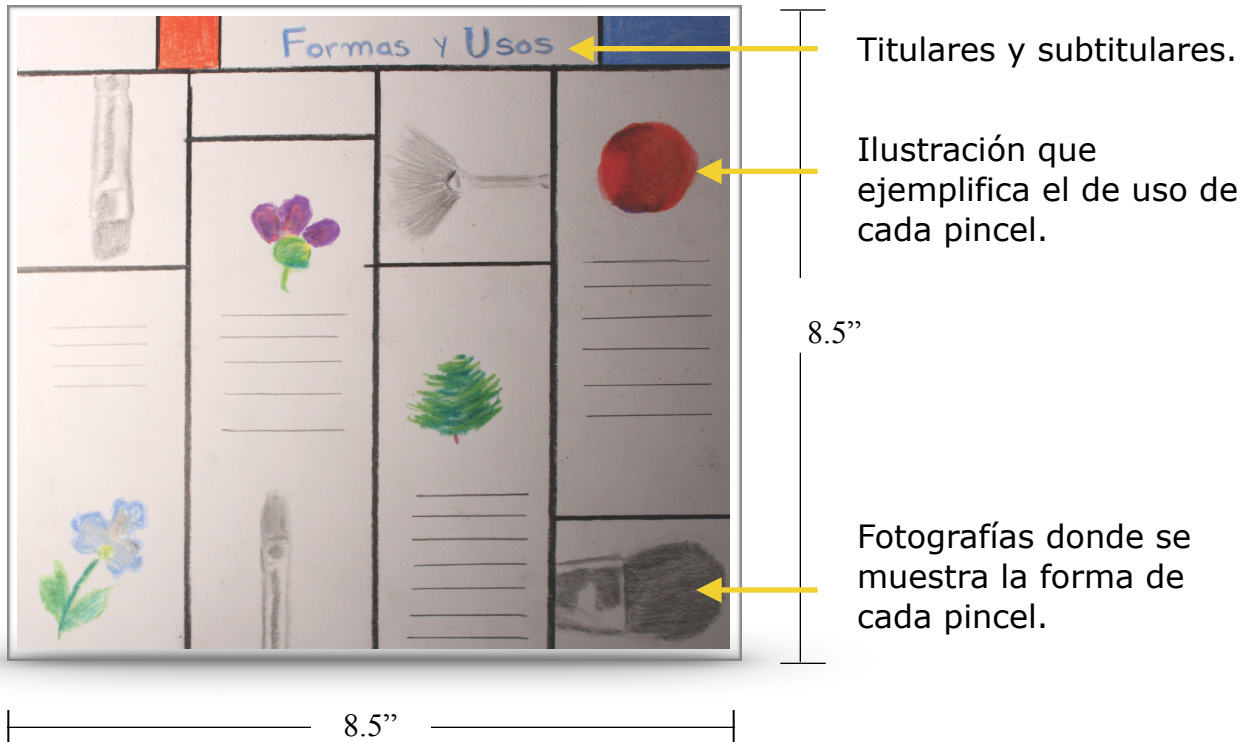 Formas y Usos
Titulares y subtitulares.
Ilustración que
ejemplifica el de uso de
cada pincel.
8.5”
Fotografías donde se
muestra la forma de
cada pincel.
8.5”